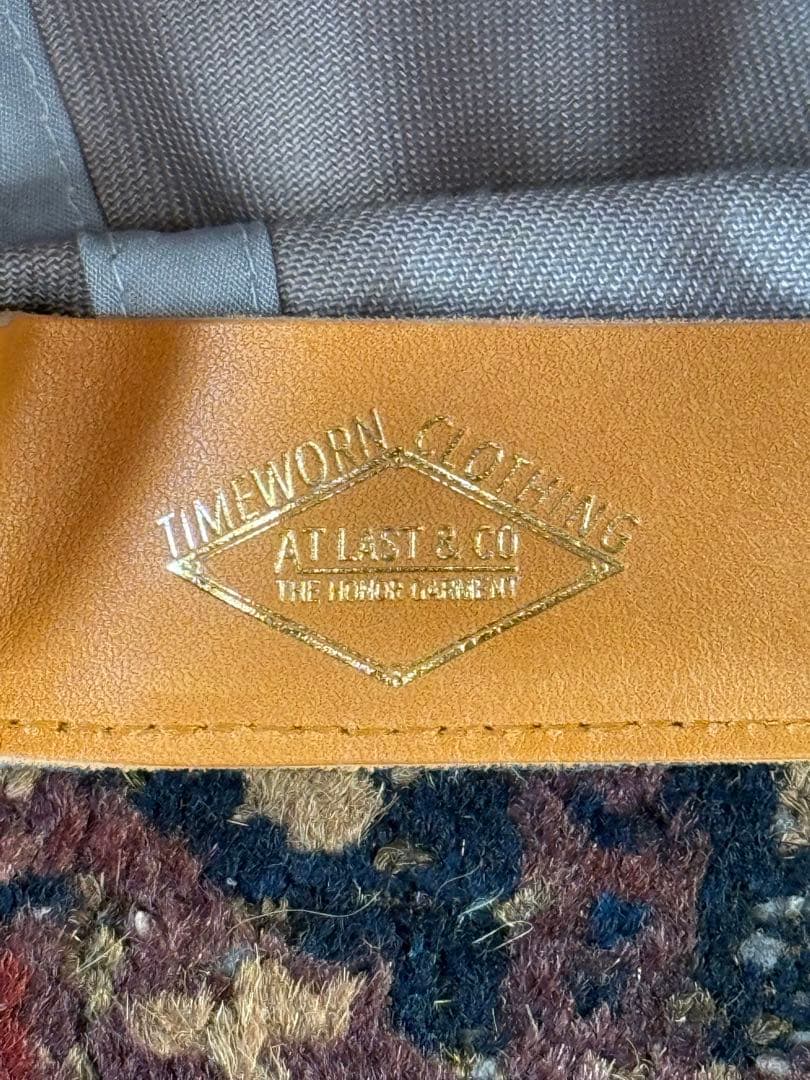 TIMEWORN CLOTHING
AT LAST & CO
THE HONOR GARMENT